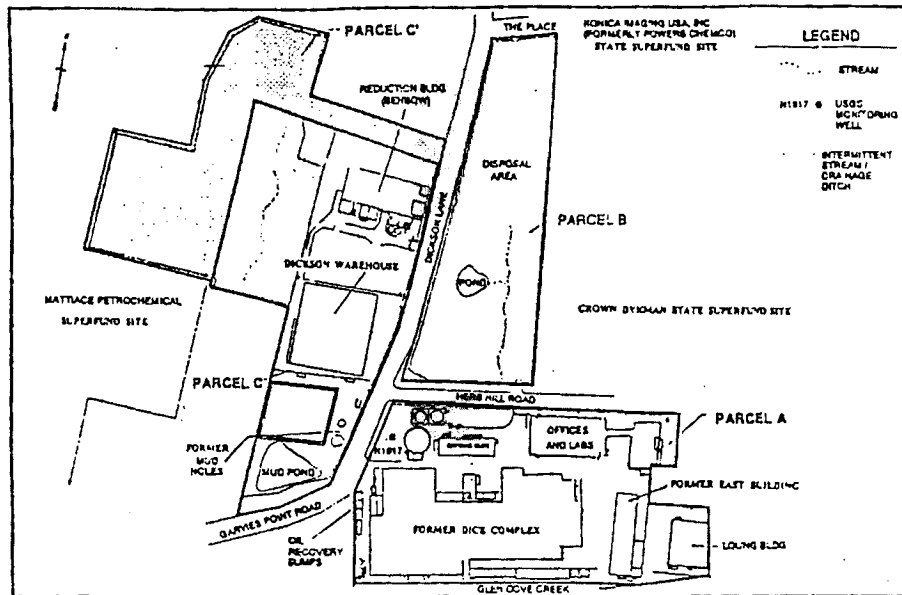 PARCEL C'
THE PLACE
KONICA IMAGING USA, INC
(FORMERLY POWERS CHEMCO)
STATE SUPERFUND SITE
LEGEND
STREAM
N1917
USGS
MONITORING
WELL
INTERMITTENT
STREAM/
DRAINAGE
DITCH
REDUCTION BLDG
(BENBOW)
DISPOSAL
AREA
DICKSON LANE
PARCEL B
DICKSON WAREHOUSE
POND
MATTIACE PETROCHEMICAL
SUPERFUND SITE
CROWN DYKMAN STATE SUPERFUND SITE
PARCEL C
HERB HILL ROAD
PARCEL A
OFFICES
AND LABS
N1917
FORMER
MUD
HOLES
MUD POND
FORMER EAST BUILDING
GARVIES POINT ROAD
FORMER DICE COMPLEX
OIL
RECOVERY
SUMPS
LOUNG BLDG
GLEN COVE CREEK